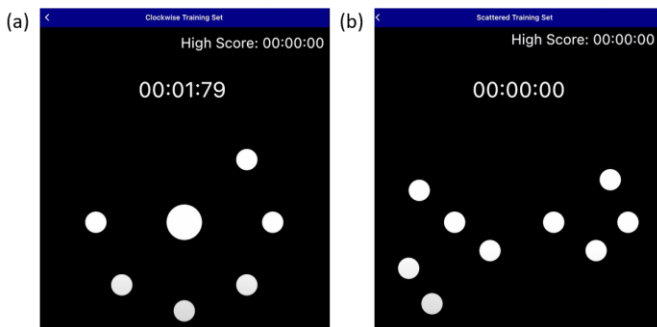 (a)
<
Clockwise Training Set
High Score: 00:00:00
00:01:79
(b)
<
Scattered Training Set
High Score: 00:00:00
00:00:00